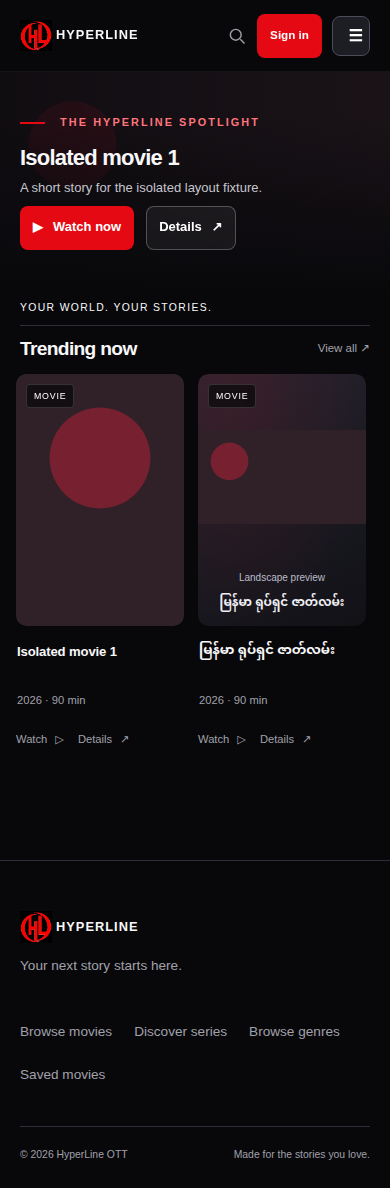 HYPERLINE
Sign in
THE HYPERLINE SPOTLIGHT
Isolated movie 1
A short story for the isolated layout fixture.
▶ Watch now
Details ↗
YOUR WORLD. YOUR STORIES.
Trending now
View all ↗
MOVIE
MOVIE
Landscape preview
မြန်မာ ရုပ်ရှင် ဇာတ်လမ်း
Isolated movie 1
မြန်မာ ရုပ်ရှင် ဇာတ်လမ်း
2026 · 90 min
2026 · 90 min
Watch ▷ Details ↗
Watch ▷ Details ↗
HYPERLINE
Your next story starts here.
Browse movies Browse series Browse genres
Saved movies
© 2026 HyperLine OTT
Made for the stories you love.